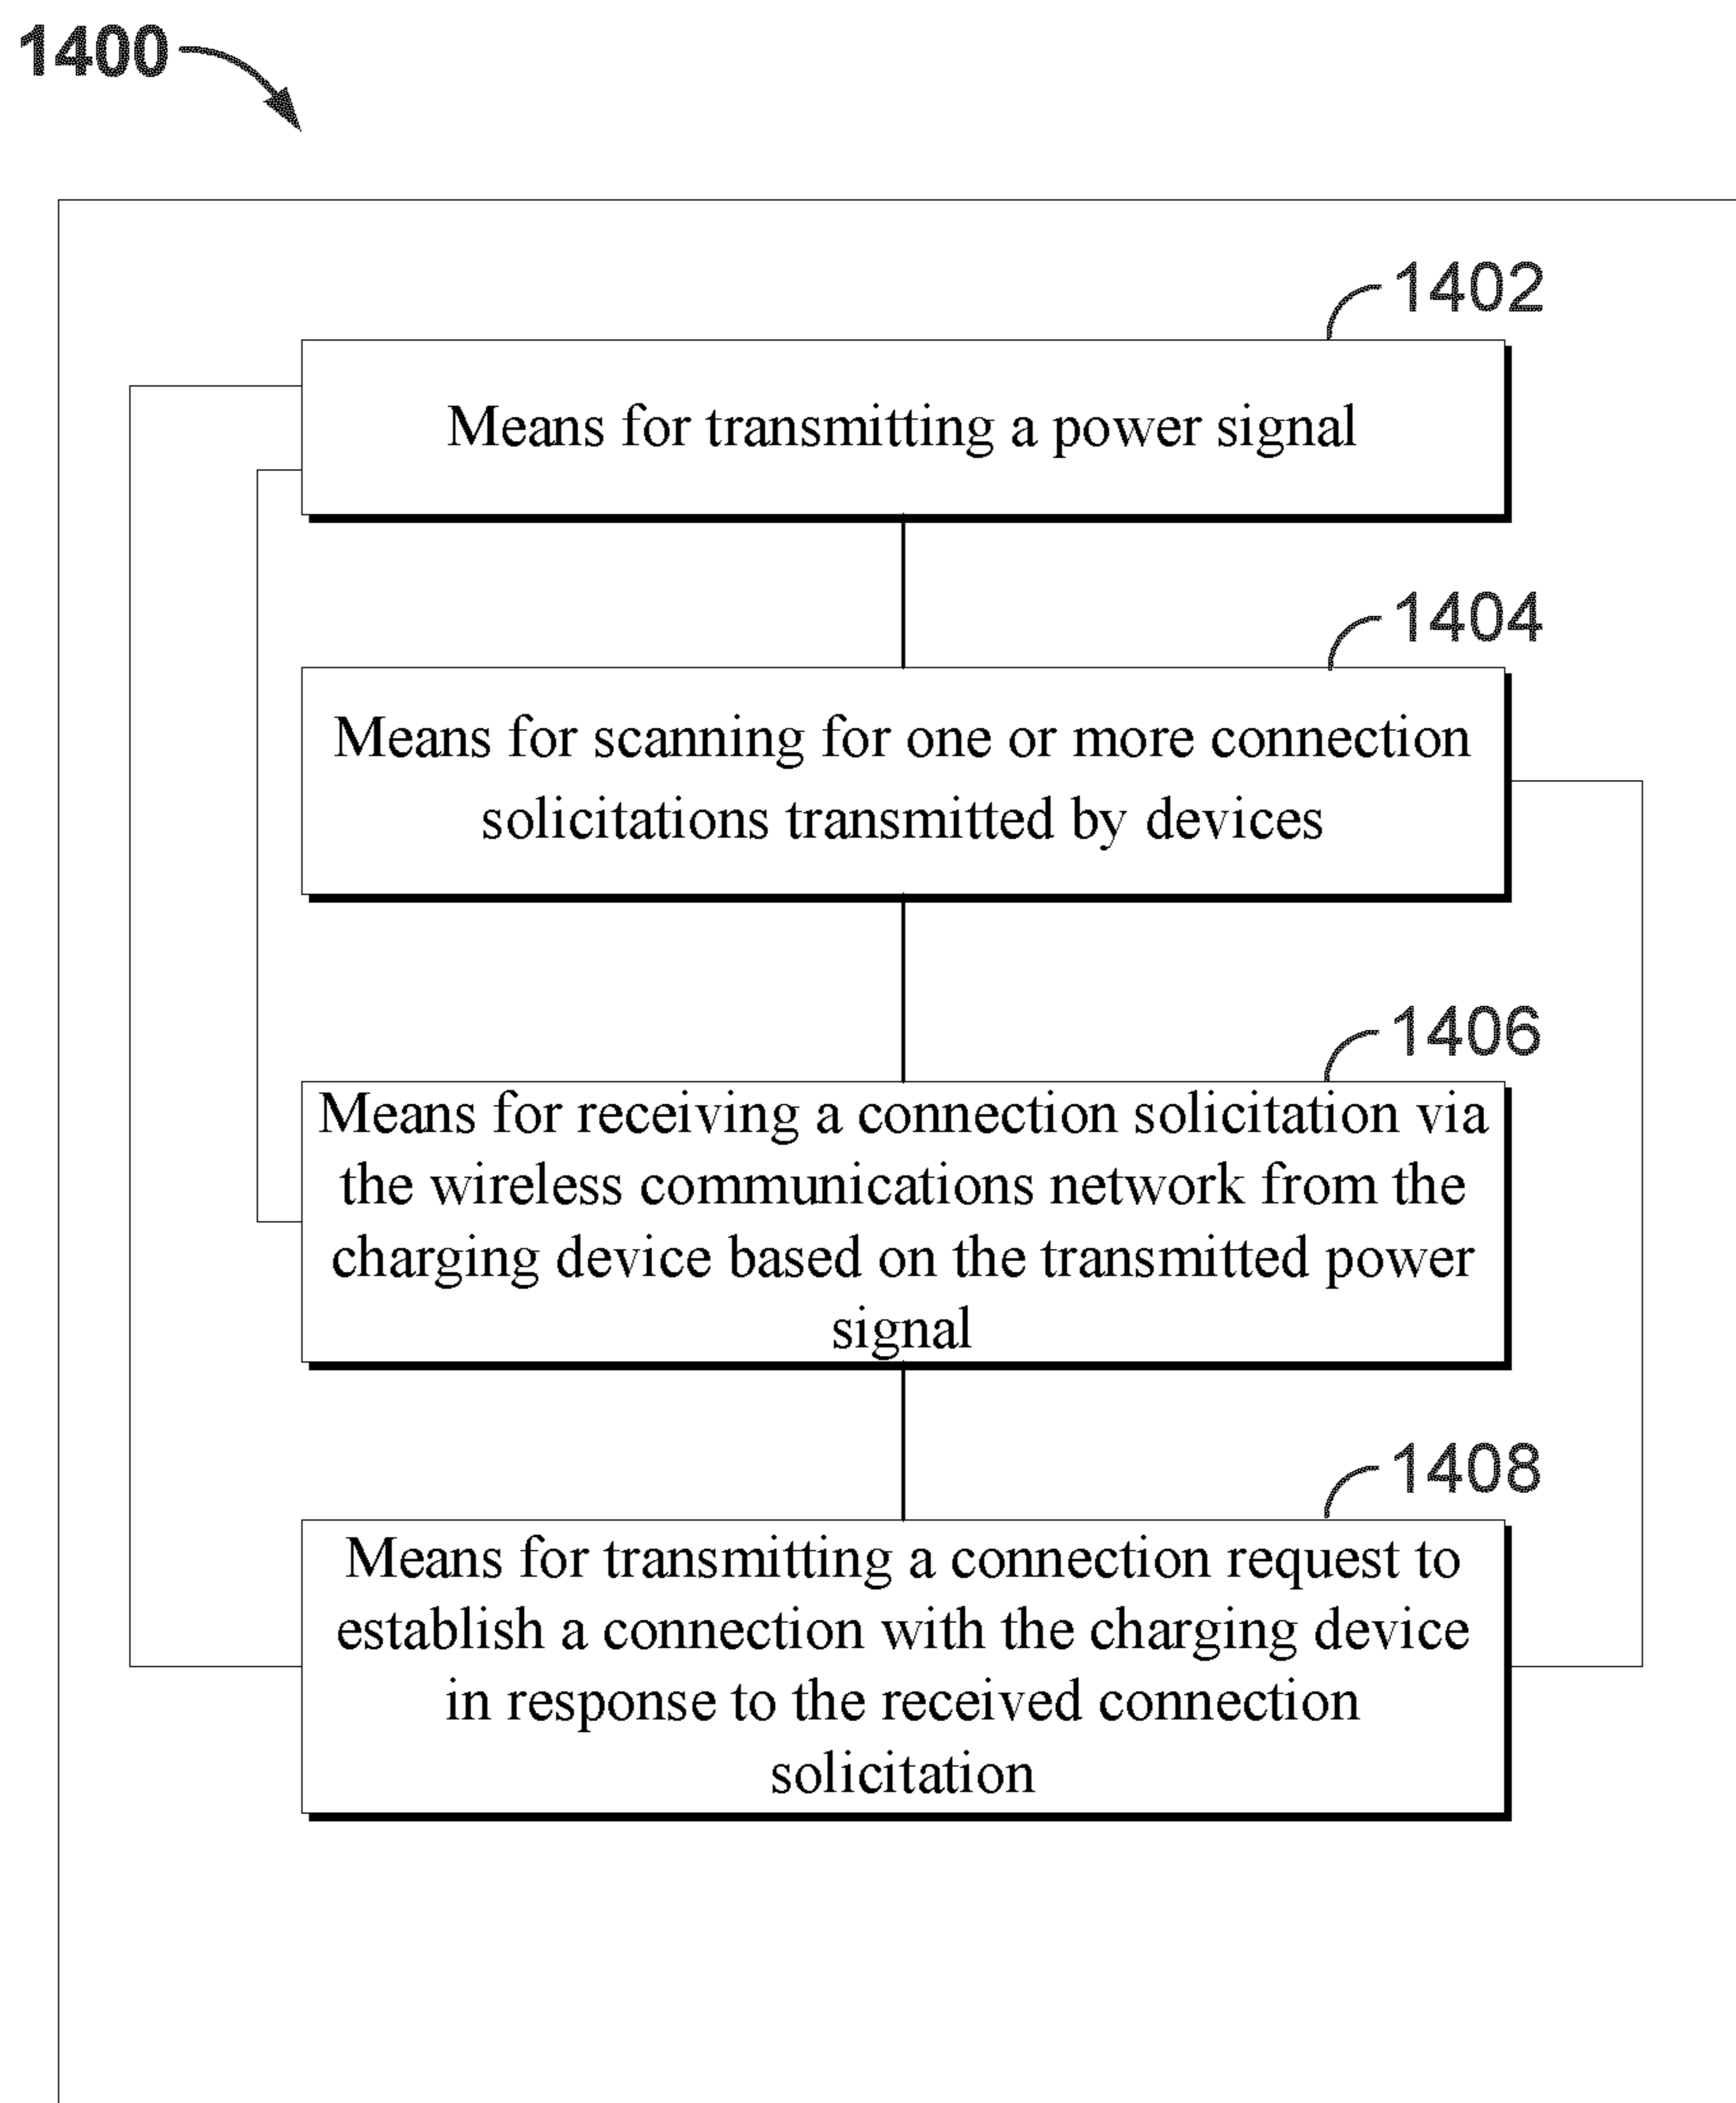 1400
1402
Means for transmitting a power signal
1404
Means for scanning for one or more connection
solicitations transmitted by devices
1406
Means for receiving a connection solicitation via
the wireless communications network from the
charging device based on the transmitted power
signal
1408
Means for transmitting a connection request to
establish a connection with the charging device
in response to the received connection
solicitation